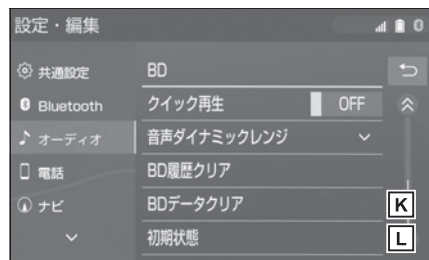 設定・編集
共通設定
Bluetooth
オーディオ
電話
ナビ
BD
クイック再生 OFF
音声ダイナミックレンジ
BD履歴クリア
BDデータクリア K
初期状態 L